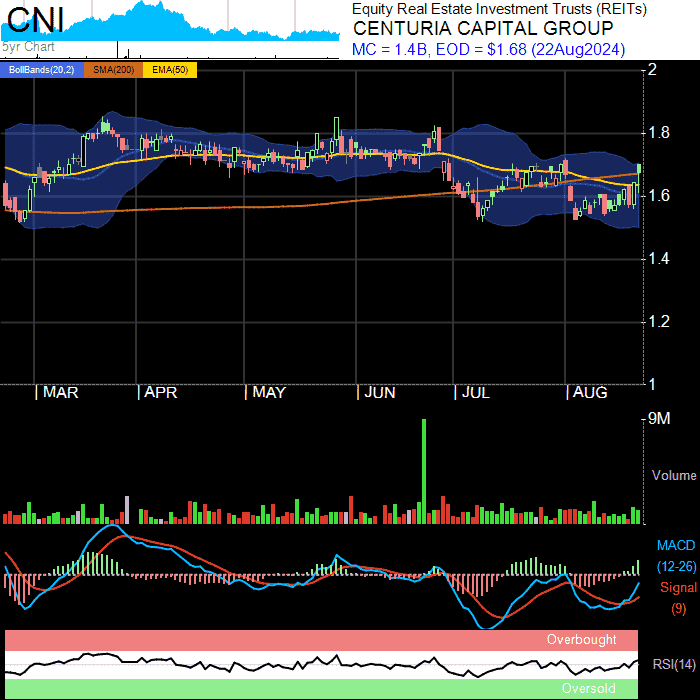 CNI
5yr Chart
Equity Real Estate Investment Trusts (REITs)
CENTURIA CAPITAL GROUP
MC = 1.4B, EOD = $1.68 (22Aug2024)
BollBands(20,2) SMA(200) EMA(50)
2
1.8
1.6
1.4
1.2
1
| MAR | APR | MAY | JUN | JUL | AUG
9M
Volume
MACD
(12-26)
Signal
(9)
Overbought
RSI(14)
Oversold